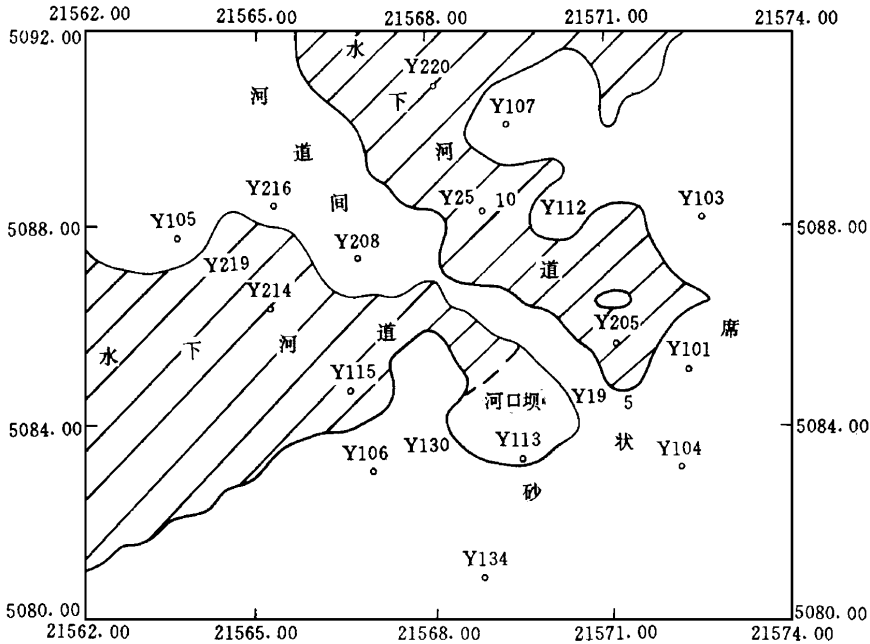 21562.00 21565.00 21568.00 21571.00 21574.00
5092.00 5092.00
水
Y220
河 下 Y107
道 河
Y216 间 Y25 10 Y112 Y103
Y105
5088.00 5088.00
Y208
Y219 道
Y214
水 下 河 道 Y205 席
Y101
Y115
河口坝 Y19 5
5084.00 5084.00
Y106 Y130 Y113 状 Y104
砂
Y134
5080.00 5080.00
21562.00 21565.00 21568.00 21571.00 21574.00